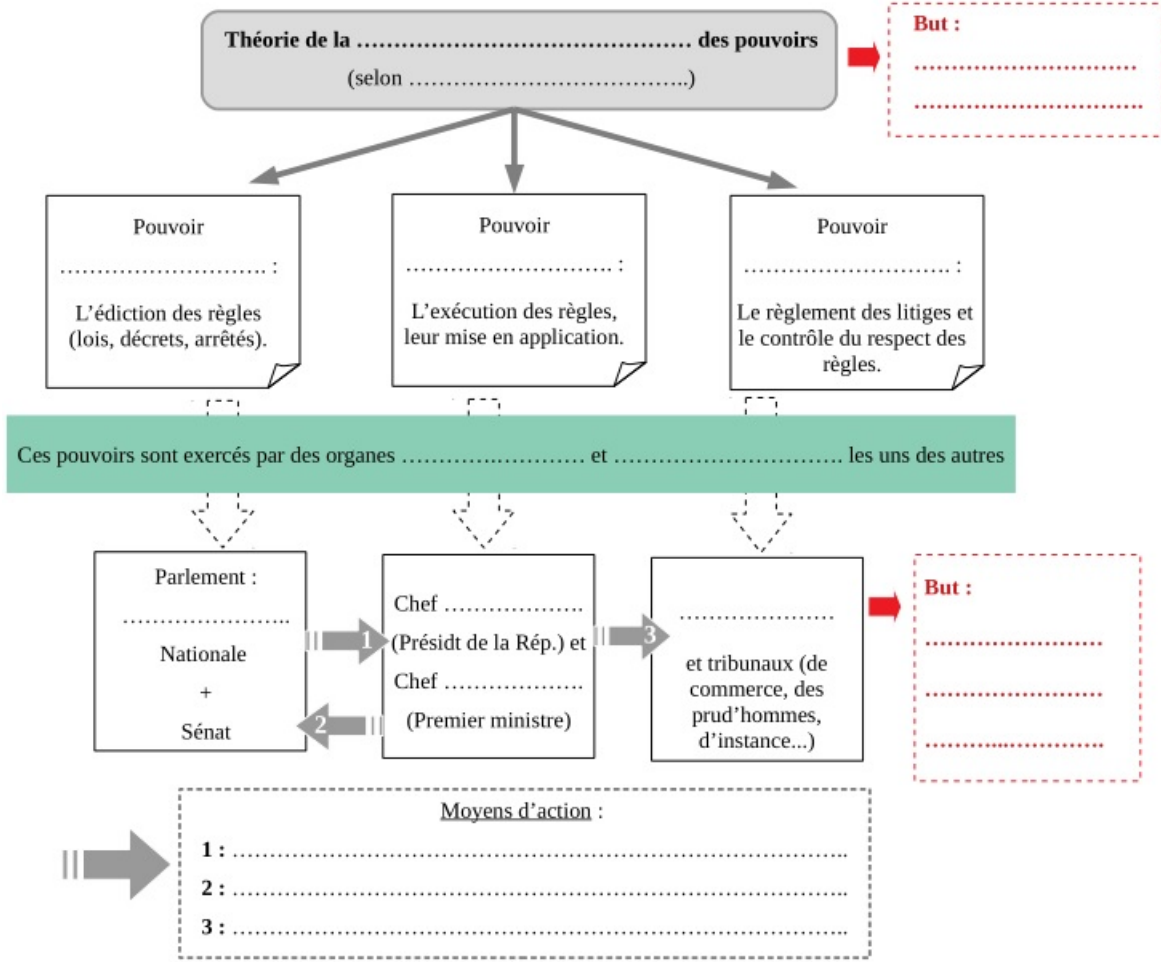 Théorie de la ………………………………………… des pouvoirs
(selon …………………………………..)
But :
…………………………
………………………….
Pouvoir
………………………. :
L’édiction des règles
(lois, décrets, arrêtés).
Pouvoir
………………………. :
L’exécution des règles,
leur mise en application.
Pouvoir
………………………. :
Le règlement des litiges et
le contrôle du respect des
règles.
Ces pouvoirs sont exercés par des organes …………..………… et …………………………. les uns des autres
Parlement :
…………………..
Nationale
+
Sénat
1
2
Chef ……………….
(Présidt de la Rép.) et
Chef ……………….
(Premier ministre)
3
………………
et tribunaux (de
commerce, des
prud’hommes,
d’instance...)
But :
……………………
……………………
………....…………
Moyens d’action :
1 : …………………………………………………………………………..
2 : …………………………………………………………………………..
3 : …………………………………………………………………………..